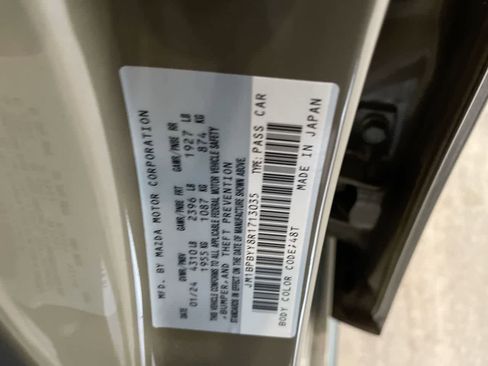 MFD. BY MAZDA MOTOR CORPORATION
DATE GVWR/PNBV GAWR/PNBE FRT GAWR/PNBE RR
01/24 4310 LB 2396 LB 1927 LB
1955 KG 1087 KG 874 KG
THIS VEHICLE CONFORMS TO ALL APPLICABLE FEDERAL MOTOR VEHICLE SAFETY
,BUMPER,AND THEFT PREVENTION
STANDARDS IN EFFECT ON THE DATE OF MANUFACTURE SHOWN ABOVE.
JM1BPBYY8R1713035 TYPE:PASS CAR
BODY COLOR CODE:48T MADE IN JAPAN